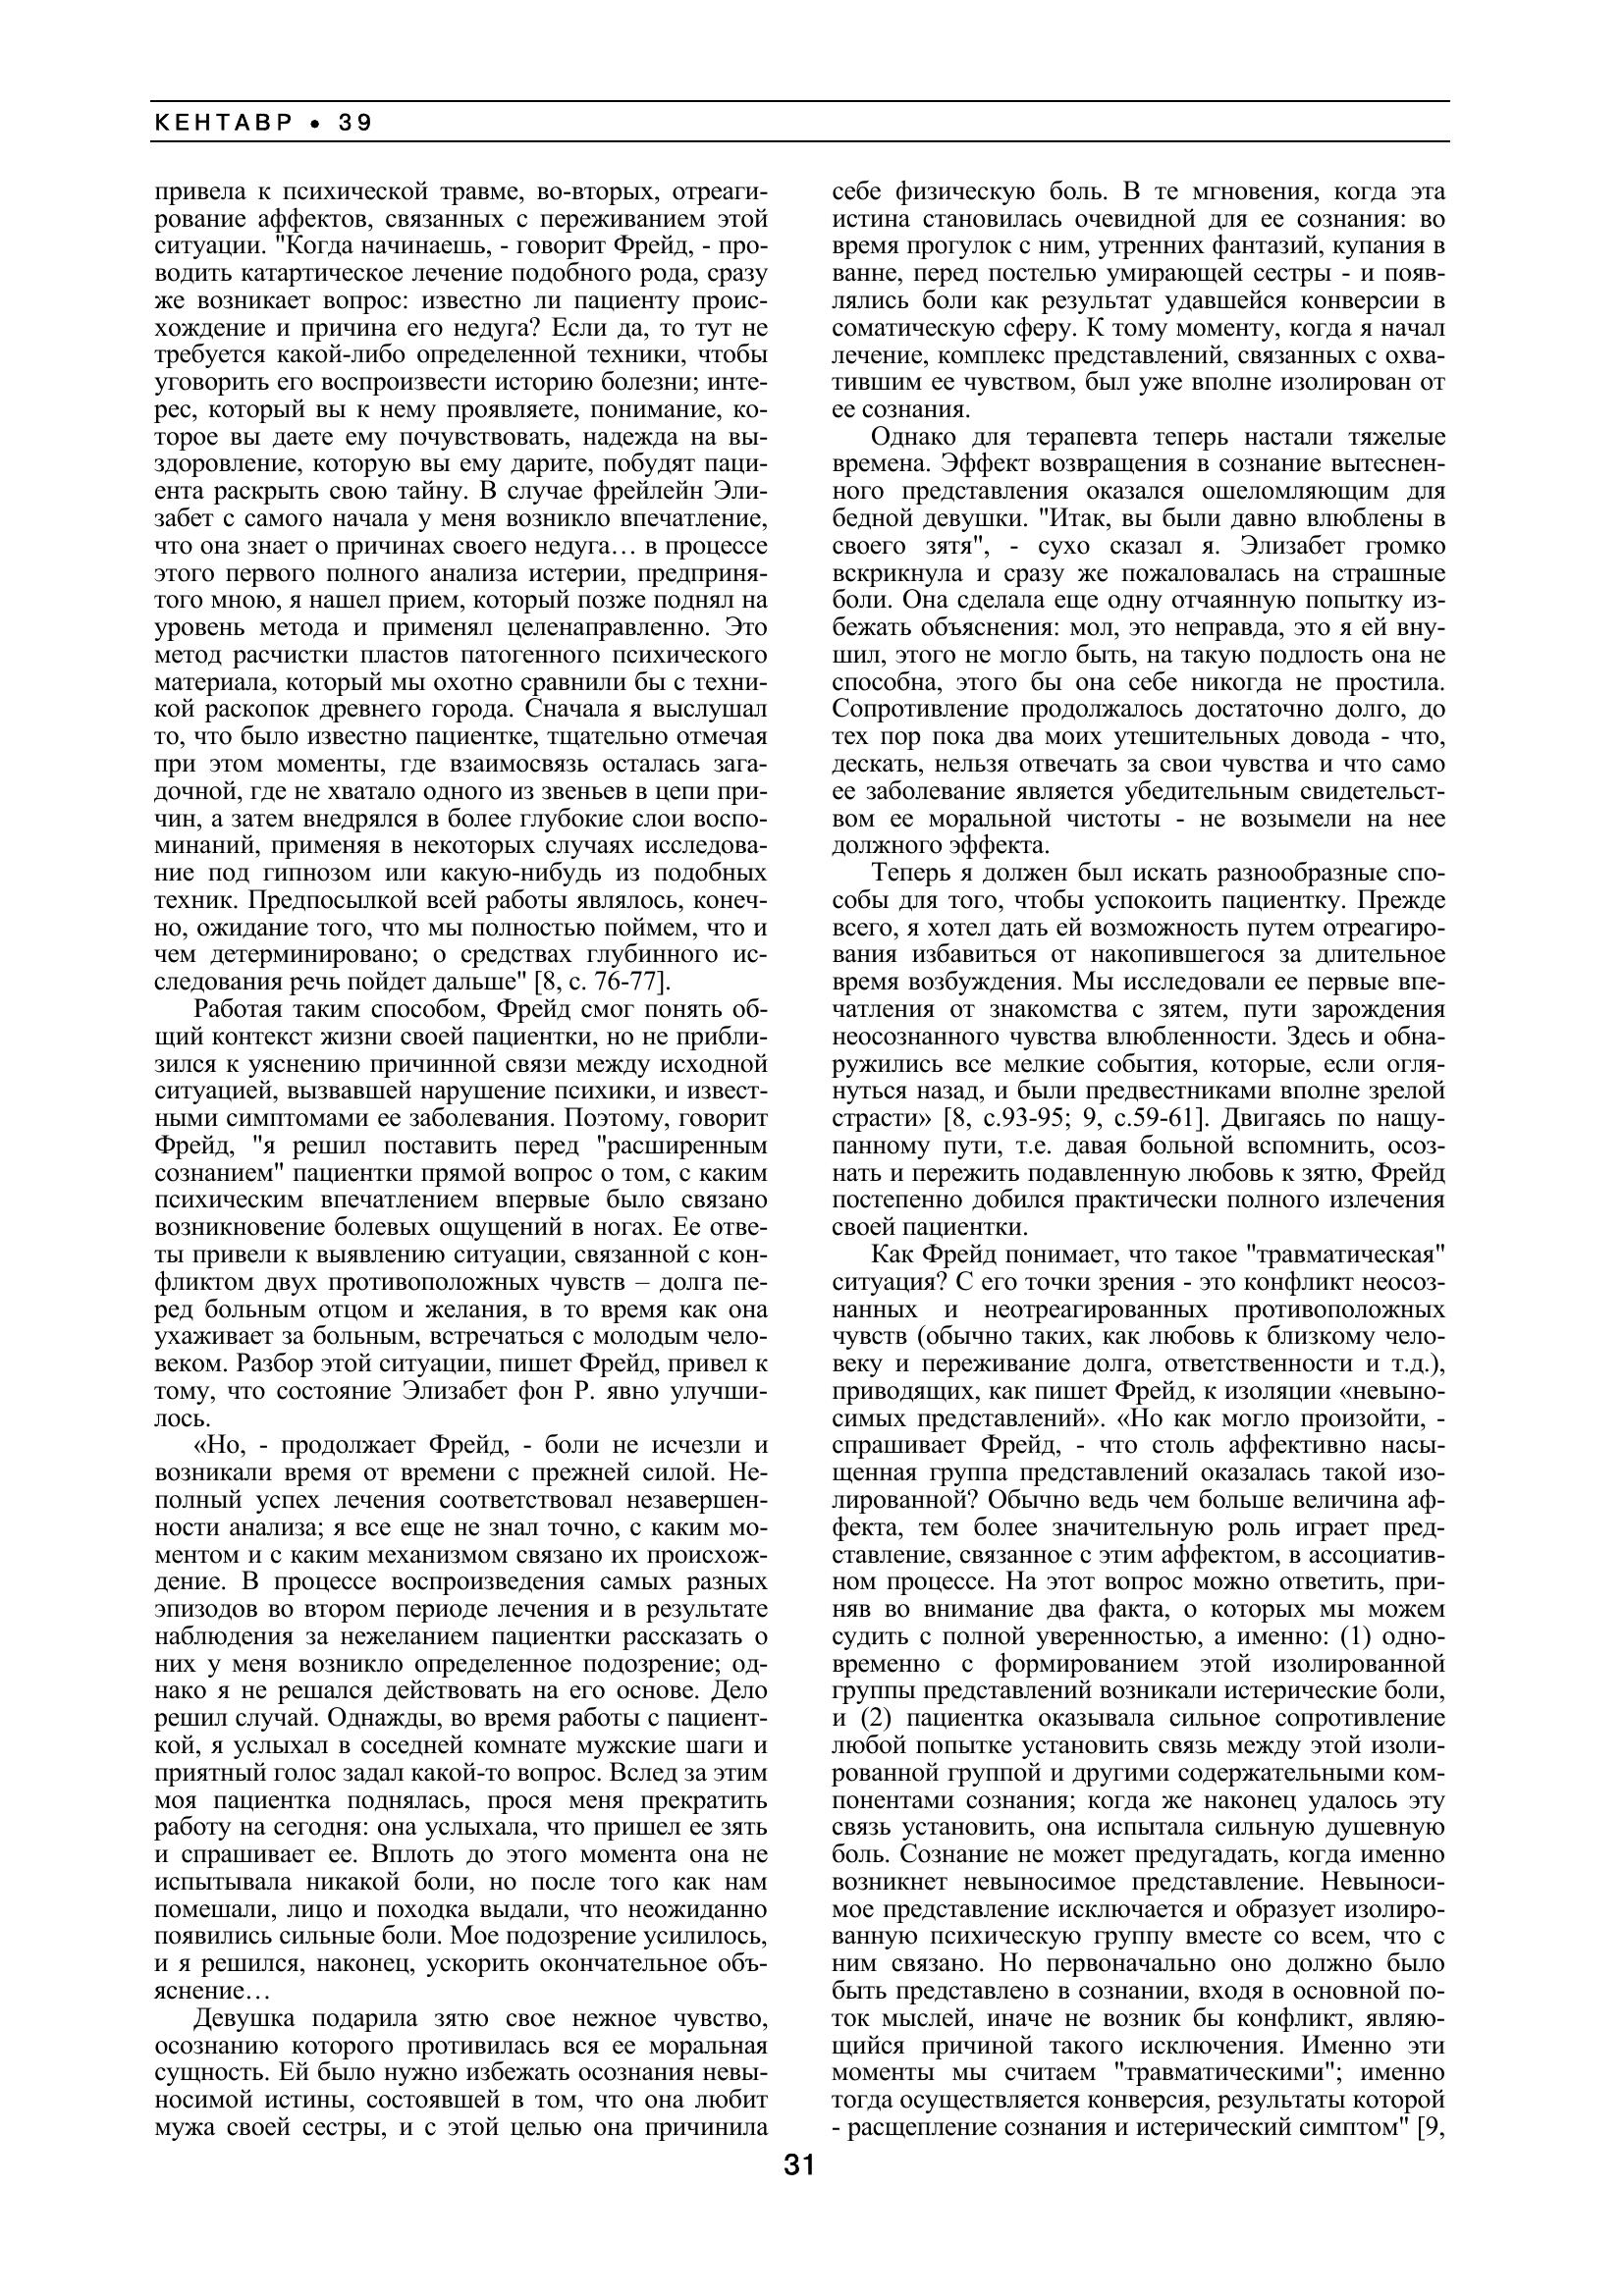 КЕНТАВР • 39
привела к психической травме, во-вторых, отреаги-
рование аффектов, связанных с переживанием этой
ситуации. "Когда начинаешь, - говорит Фрейд, - про-
водить катартическое лечение подобного рода, сразу
же возникает вопрос: известно ли пациенту проис-
хождение и причина его недуга? Если да, то тут не
требуется какой-либо определенной техники, чтобы
уговорить его воспроизвести историю болезни; инте-
рес, который вы к нему проявляете, понимание, ко-
торое вы даете ему почувствовать, надежда на вы-
здоровление, которую вы ему дарите, побудят паци-
ента раскрыть свою тайну. В случае фрейлейн Эли-
забет с самого начала у меня возникло впечатление,
что она знает о причинах своего недуга… в процессе
этого первого полного анализа истерии, предприня-
того мною, я нашел прием, который позже поднял на
уровень метода и применял целенаправленно. Это
метод расчистки пластов патогенного психического
материала, который мы охотно сравнили бы с техни-
кой раскопок древнего города. Сначала я выслушал
то, что было известно пациентке, тщательно отмечая
при этом моменты, где взаимосвязь осталась зага-
дочной, где не хватало одного из звеньев в цепи при-
чин, а затем внедрялся в более глубокие слои воспо-
минаний, применяя в некоторых случаях исследова-
ние под гипнозом или какую-нибудь из подобных
техник. Предпосылкой всей работы являлось, конеч-
но, ожидание того, что мы полностью поймем, что и
чем детерминировано; о средствах глубинного ис-
следования речь пойдет дальше" [8, с. 76-77].
Работая таким способом, Фрейд смог понять об-
щий контекст жизни своей пациентки, но не прибли-
зился к уяснению причинной связи между исходной
ситуацией, вызвавшей нарушение психики, и извест-
ными симптомами ее заболевания. Поэтому, говорит
Фрейд, "я решил поставить перед "расширенным
сознанием" пациентки прямой вопрос о том, с каким
психическим впечатлением впервые было связано
возникновение болевых ощущений в ногах. Ее отве-
ты привели к выявлению ситуации, связанной с кон-
фликтом двух противоположных чувств – долга пе-
ред больным отцом и желания, в то время как она
ухаживает за больным, встречаться с молодым чело-
веком. Разбор этой ситуации, пишет Фрейд, привел к
тому, что состояние Элизабет фон Р. явно улучши-
лось.
«Но, - продолжает Фрейд, - боли не исчезли и
возникали время от времени с прежней силой. Не-
полный успех лечения соответствовал незавершен-
ности анализа; я все еще не знал точно, с каким мо-
ментом и с каким механизмом связано их происхож-
дение. В процессе воспроизведения самых разных
эпизодов во втором периоде лечения и в результате
наблюдения за нежеланием пациентки рассказать о
них у меня возникло определенное подозрение; од-
нако я не решался действовать на его основе. Дело
решил случай. Однажды, во время работы с пациент-
кой, я услыхал в соседней комнате мужские шаги и
приятный голос задал какой-то вопрос. Вслед за этим
моя пациентка поднялась, прося меня прекратить
работу на сегодня: она услыхала, что пришел ее зять
и спрашивает ее. Вплоть до этого момента она не
испытывала никакой боли, но после того как нам
помешали, лицо и походка выдали, что неожиданно
появились сильные боли. Мое подозрение усилилось,
и я решился, наконец, ускорить окончательное объ-
яснение…
Девушка подарила зятю свое нежное чувство,
осознанию которого противилась вся ее моральная
сущность. Ей было нужно избежать осознания невы-
носимой истины, состоявшей в том, что она любит
мужа своей сестры, и с этой целью она причинила
себе физическую боль. В те мгновения, когда эта
истина становилась очевидной для ее сознания: во
время прогулок с ним, утренних фантазий, купания в
ванне, перед постелью умирающей сестры - и появ-
лялись боли как результат удавшейся конверсии в
соматическую сферу. К тому моменту, когда я начал
лечение, комплекс представлений, связанных с охва-
тившим ее чувством, был уже вполне изолирован от
ее сознания.
Однако для терапевта теперь настали тяжелые
времена. Эффект возвращения в сознание вытеснен-
ного представления оказался ошеломляющим для
бедной девушки. "Итак, вы были давно влюблены в
своего зятя", - сухо сказал я. Элизабет громко
вскрикнула и сразу же пожаловалась на страшные
боли. Она сделала еще одну отчаянную попытку из-
бежать объяснения: мол, это неправда, это я ей вну-
шил, этого не могло быть, на такую подлость она не
способна, этого бы она себе никогда не простила.
Сопротивление продолжалось достаточно долго, до
тех пор пока два моих утешительных довода - что,
дескать, нельзя отвечать за свои чувства и что само
ее заболевание является убедительным свидетельст-
вом ее моральной чистоты - не возымели на нее
должного эффекта.
Теперь я должен был искать разнообразные спо-
собы для того, чтобы успокоить пациентку. Прежде
всего, я хотел дать ей возможность путем отреагиро-
вания избавиться от накопившегося за длительное
время возбуждения. Мы исследовали ее первые впе-
чатления от знакомства с зятем, пути зарождения
неосознанного чувства влюбленности. Здесь и обна-
ружились все мелкие события, которые, если огля-
нуться назад, и были предвестниками вполне зрелой
страсти» [8, с.93-95; 9, с.59-61]. Двигаясь по нащу-
панному пути, т.е. давая больной вспомнить, осоз-
нать и пережить подавленную любовь к зятю, Фрейд
постепенно добился практически полного излечения
своей пациентки.
Как Фрейд понимает, что такое "травматическая"
ситуация? С его точки зрения - это конфликт неосоз-
нанных и неотреагированных противоположных
чувств (обычно таких, как любовь к близкому чело-
веку и переживание долга, ответственности и т.д.),
приводящих, как пишет Фрейд, к изоляции «невыно-
симых представлений». «Но как могло произойти, -
спрашивает Фрейд, - что столь аффективно насы-
щенная группа представлений оказалась такой изо-
лированной? Обычно ведь чем больше величина аф-
фекта, тем более значительную роль играет пред-
ставление, связанное с этим аффектом, в ассоциатив-
ном процессе. На этот вопрос можно ответить, при-
няв во внимание два факта, о которых мы можем
судить с полной уверенностью, а именно: (1) одно-
временно с формированием этой изолированной
группы представлений возникали истерические боли,
и (2) пациентка оказывала сильное сопротивление
любой попытке установить связь между этой изоли-
рованной группой и другими содержательными ком-
понентами сознания; когда же наконец удалось эту
связь установить, она испытала сильную душевную
боль. Сознание не может предугадать, когда именно
возникнет невыносимое представление. Невыноси-
мое представление исключается и образует изолиро-
ванную психическую группу вместе со всем, что с
ним связано. Но первоначально оно должно было
быть представлено в сознании, входя в основной по-
ток мыслей, иначе не возник бы конфликт, являю-
щийся причиной такого исключения. Именно эти
моменты мы считаем "травматическими"; именно
тогда осуществляется конверсия, результаты которой
- расщепление сознания и истерический симптом" [9,
31